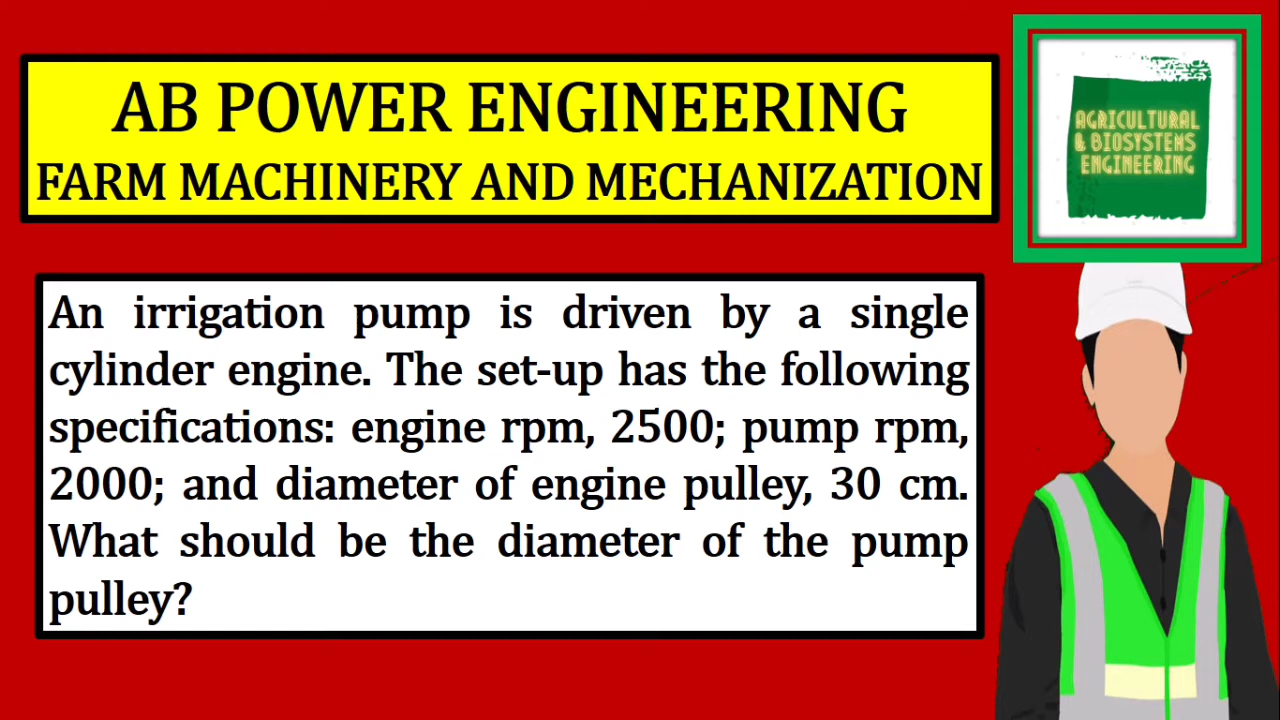 AB POWER ENGINEERING
FARM MACHINERY AND MECHANIZATION
AGRICULTURAL
& BIOSYSTEMS
ENGINEERING
An irrigation pump is driven by a single
cylinder engine. The set-up has the following
specifications: engine rpm, 2500; pump rpm,
2000; and diameter of engine pulley, 30 cm.
What should be the diameter of the pump
pulley?